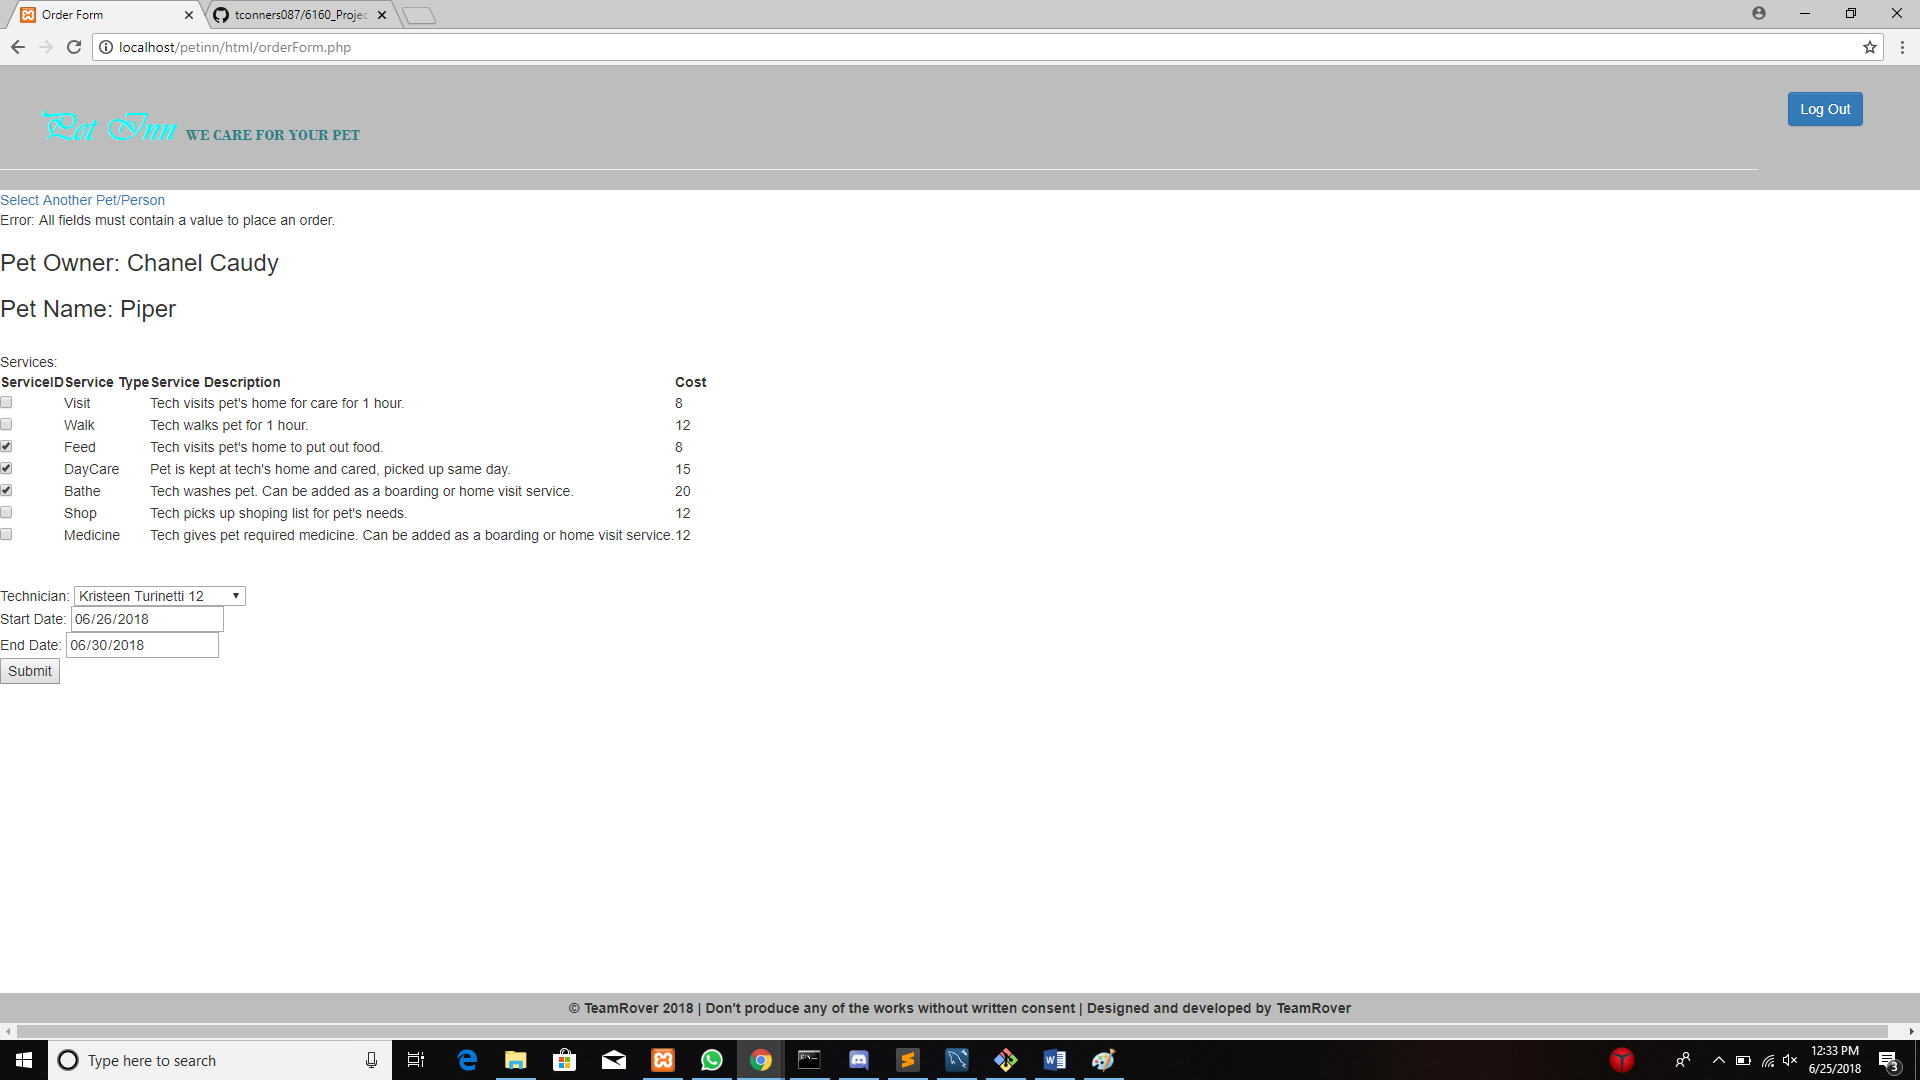 Order Form
tconners087/6160_Projec
localhost/petinn/html/orderForm.php
Pet Inn WE CARE FOR YOUR PET
Log Out
Select Another Pet/Person
Error: All fields must contain a value to place an order.
Pet Owner: Chanel Caudy
Pet Name: Piper
Services:
ServiceID Service Type Service Description Cost
Visit Tech visits pet's home for care for 1 hour. 8
Walk Tech walks pet for 1 hour. 12
Feed Tech visits pet's home to put out food. 8
DayCare Pet is kept at tech's home and cared, picked up same day. 15
Bathe Tech washes pet. Can be added as a boarding or home visit service. 20
Shop Tech picks up shoping list for pet's needs. 12
Medicine Tech gives pet required medicine. Can be added as a boarding or home visit service. 12
Technician: Kristeen Turinetti 12
Start Date: 06/26/2018
End Date: 06/30/2018
Submit
© TeamRover 2018 | Don't produce any of the works without written consent | Designed and developed by TeamRover
Type here to search
12:33 PM
6/25/2018
3